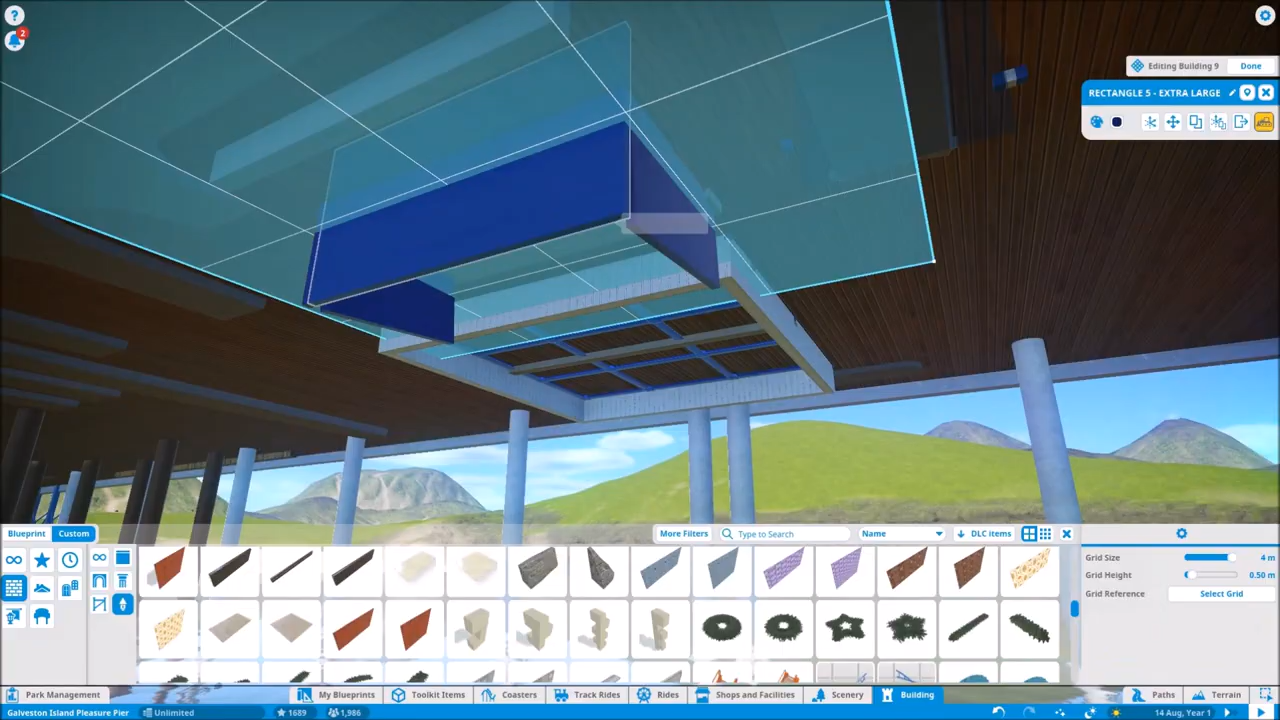 ?
2
Editing Building 9
Done
RECTANGLE 5 - EXTRA LARGE
Blueprint
Custom
More Filters
Type to Search
Name
DLC items
Grid Size
4 m
Grid Height
0.50 m
Grid Reference
Select Grid
Park Management
My Blueprints
Toolkit Items
Coasters
Track Rides
Rides
Shops and Facilities
Scenery
Building
Paths
Terrain
Galveston Island Pleasure Pier
Unlimited
1689
1,986
14 Aug, Year 1